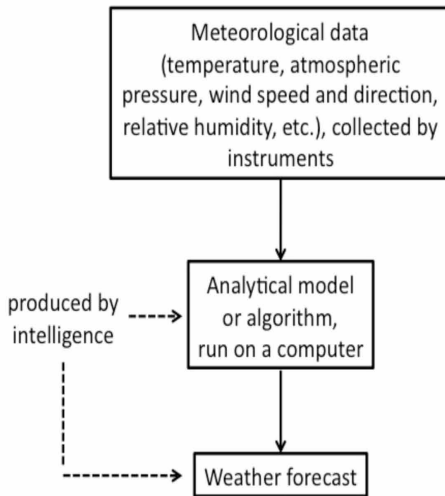 Meteorological data
(temperature, atmospheric
pressure, wind speed and direction,
relative humidity, etc.), collected by
instruments
produced by
intelligence
Analytical model
or algorithm,
run on a computer
Weather forecast